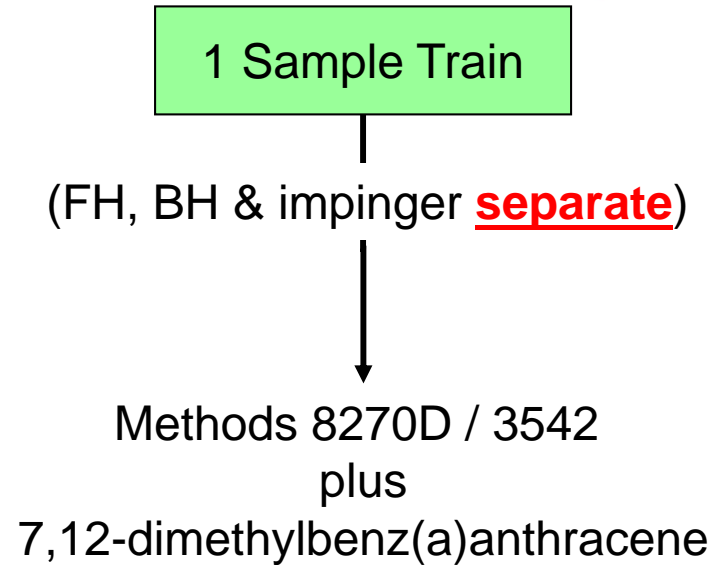 1 Sample Train
(FH, BH & impinger separate)
Methods 8270D / 3542
plus
7,12-dimethylbenz(a)anthracene